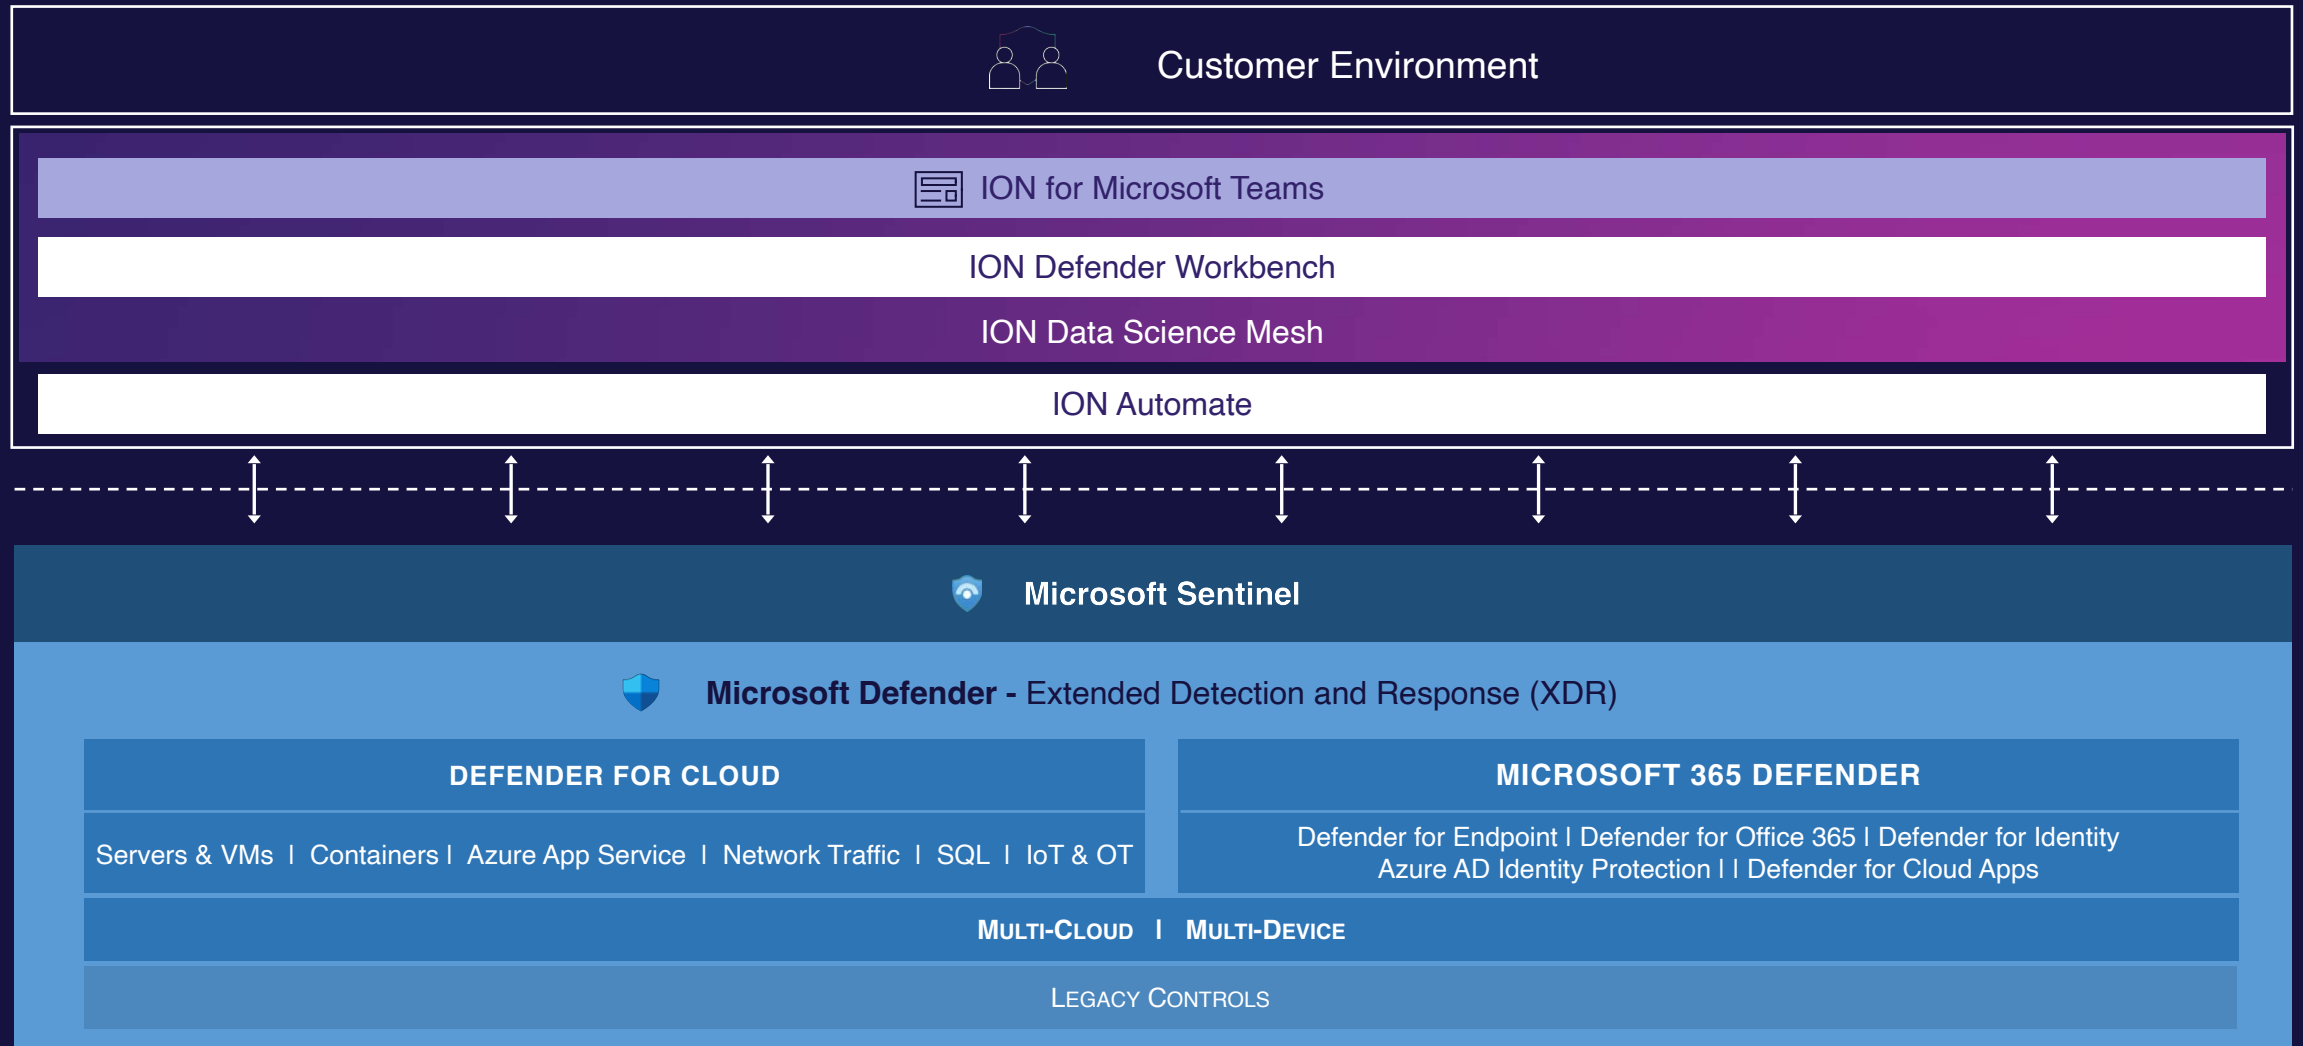 Customer Environment
ION for Microsoft Teams
ION Defender Workbench
ION Data Science Mesh
ION Automate
Microsoft Sentinel
Microsoft Defender - Extended Detection and Response (XDR)
DEFENDER FOR CLOUD
Servers & VMs | Containers | Azure App Service | Network Traffic | SQL | IoT & OT
MICROSOFT 365 DEFENDER
Defender for Endpoint | Defender for Office 365 | Defender for Identity
Azure AD Identity Protection | | Defender for Cloud Apps
MULTI-CLOUD | MULTI-DEVICE
LEGACY CONTROLS